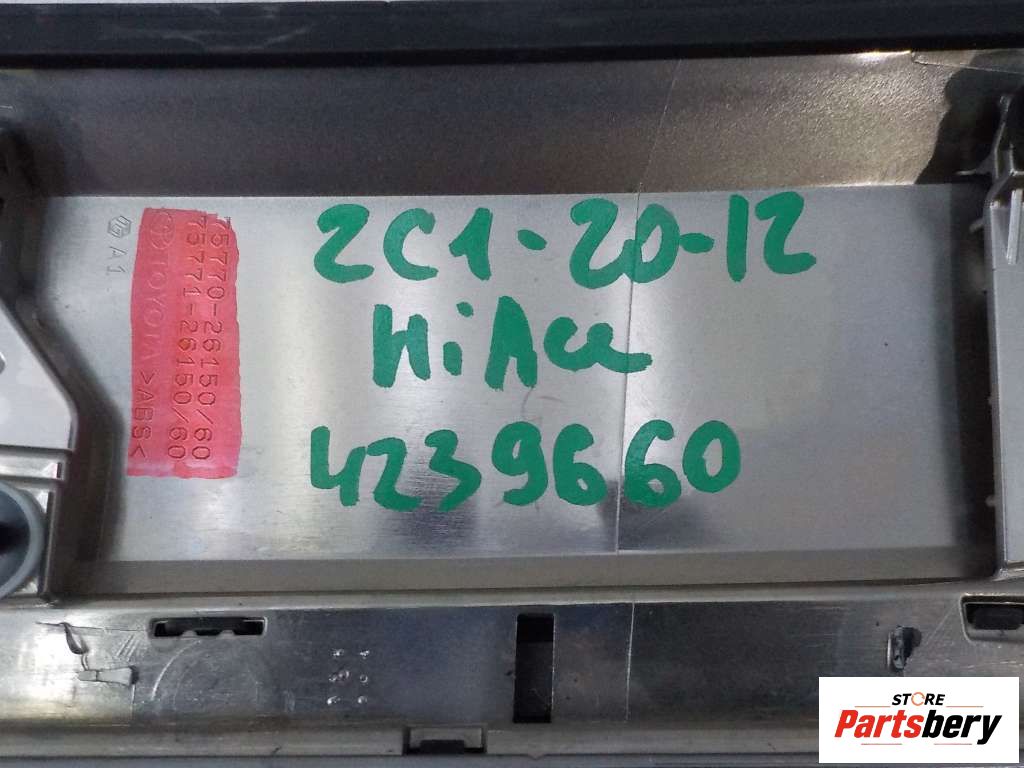 2C1-20-12
HiAce
4239660
75770-26150/60
75771-26150/60
TOYOTA >ABS<
A1
STORE
Partsbery